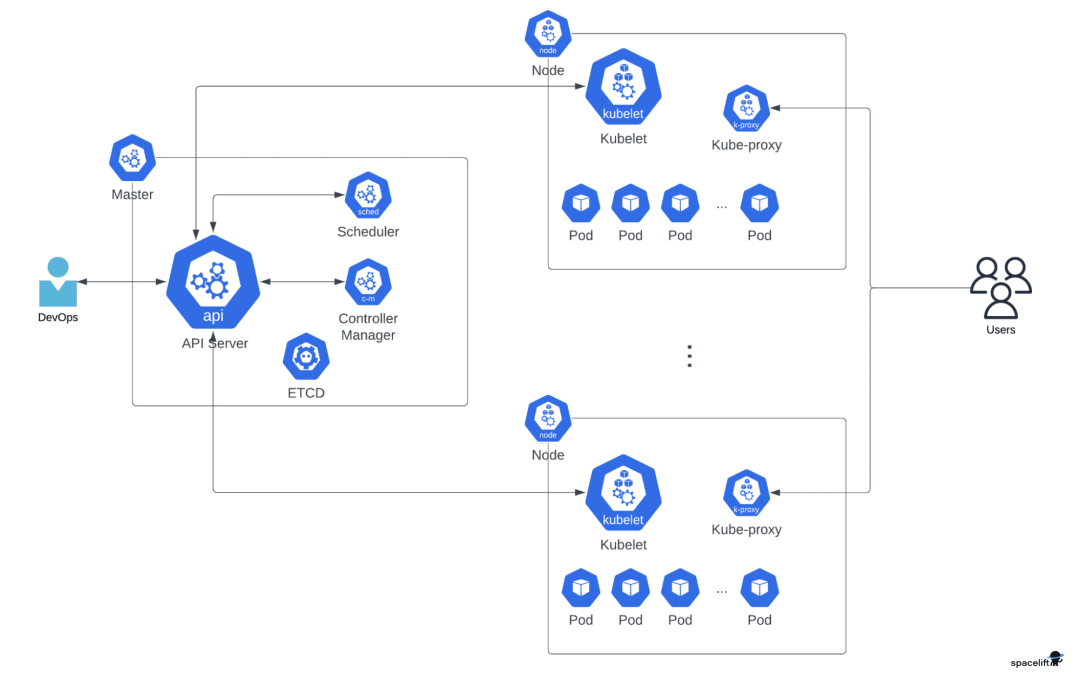 node
Node
kubelet
Kubelet
k-proxy
Kube-proxy
Pod
Pod
Pod
...
Pod
Master
sched
Scheduler
DevOps
api
API Server
c-m
Controller
Manager
ETCD
Users
node
Node
kubelet
Kubelet
k-proxy
Kube-proxy
Pod
Pod
Pod
...
Pod
spacelift